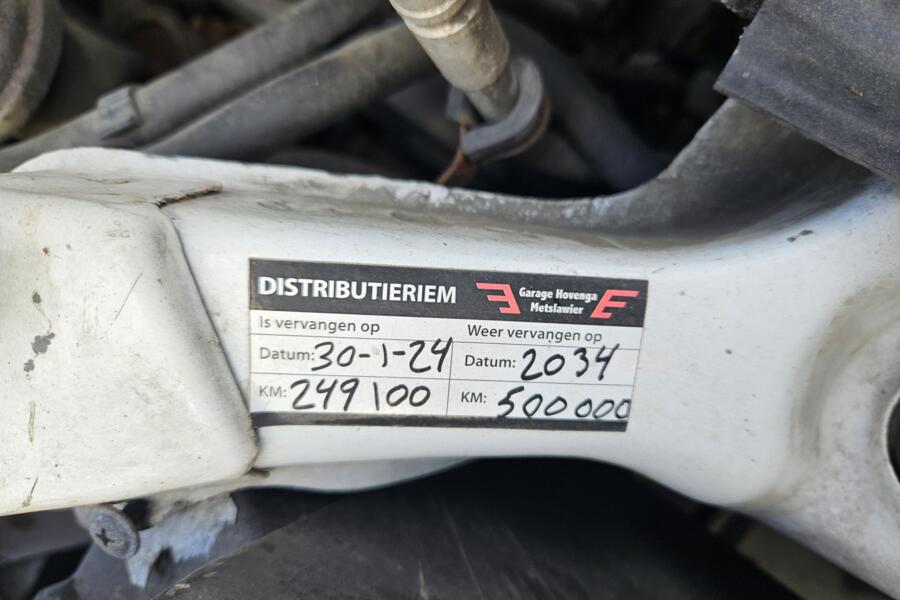 DISTRIBUTIERIEM
Garage Hovenga
Metslawier
Is vervangen op
Weer vervangen op
Datum: 30-1-24
Datum: 2034
KM: 249100
KM: 500000